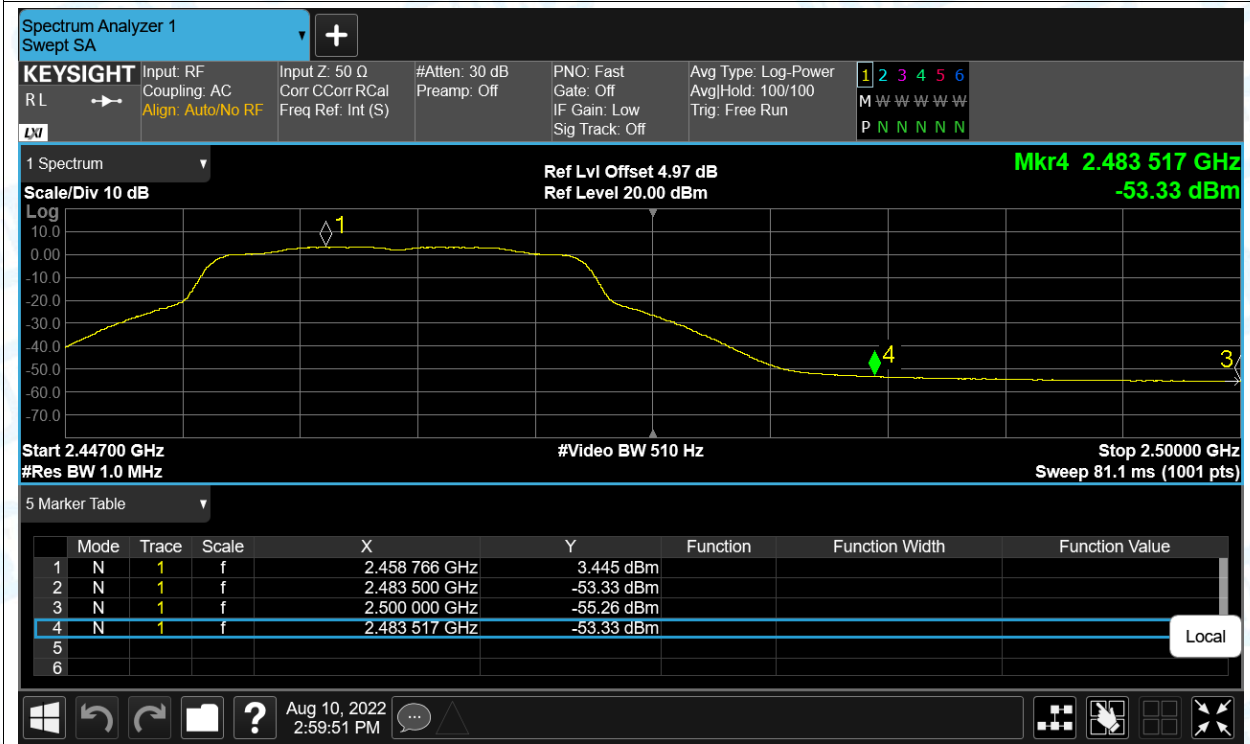 Spectrum Analyzer 1
Swept SA
KEYSIGHT
R L
LXI
Input: RF
Coupling: AC
Align: Auto/No RF
Input Z: 50 Ω
Corr CCorr RCal
Freq Ref: Int (S)
#Atten: 30 dB
Preamp: Off
PNO: Fast
Gate: Off
IF Gain: Low
Sig Track: Off
Avg Type: Log-Power
Avg|Hold: 100/100
Trig: Free Run
1 2 3 4 5 6
M W W W W W
P N N N N N
1 Spectrum
Scale/Div 10 dB
Ref Lvl Offset 4.97 dB
Ref Level 20.00 dBm
Mkr4 2.483 517 GHz
-53.33 dBm
Log
10.0
0.00
-10.0
-20.0
-30.0
-40.0
-50.0
-60.0
-70.0
1
4
3
Start 2.44700 GHz
#Res BW 1.0 MHz
#Video BW 510 Hz
Stop 2.50000 GHz
Sweep 81.1 ms (1001 pts)
5 Marker Table
Mode Trace Scale X Y Function Function Width Function Value
1 N 1 f 2.458 766 GHz 3.445 dBm
2 N 1 f 2.483 500 GHz -53.33 dBm
3 N 1 f 2.500 000 GHz -55.26 dBm
4 N 1 f 2.483 517 GHz -53.33 dBm
5
6
Local
?
Aug 10, 2022
2:59:51 PM